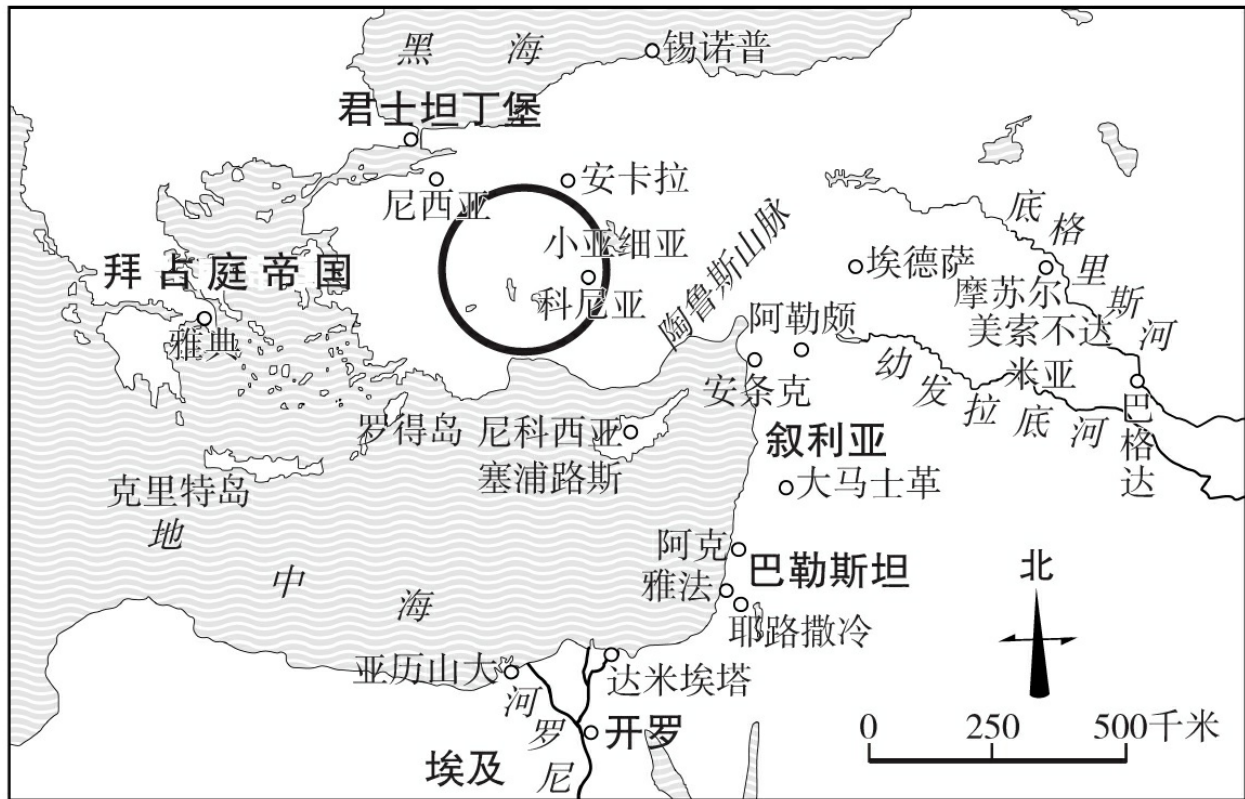 黑海
锡诺普
君士坦丁堡
尼西亚
安卡拉
小亚细亚
科尼亚
拜占庭帝国
雅典
陶鲁斯山脉
埃德萨
底格里斯河
摩苏尔
美索不达
米亚
阿勒颇
安条克
幼发拉底河
巴格达
罗得岛
尼科西亚
塞浦路斯
叙利亚
大马士革
克里特岛
地中海
阿克
雅法
巴勒斯坦
耶路撒冷
北
亚历山大
达米埃塔
河罗尼
开罗
埃及
0 250 500千米